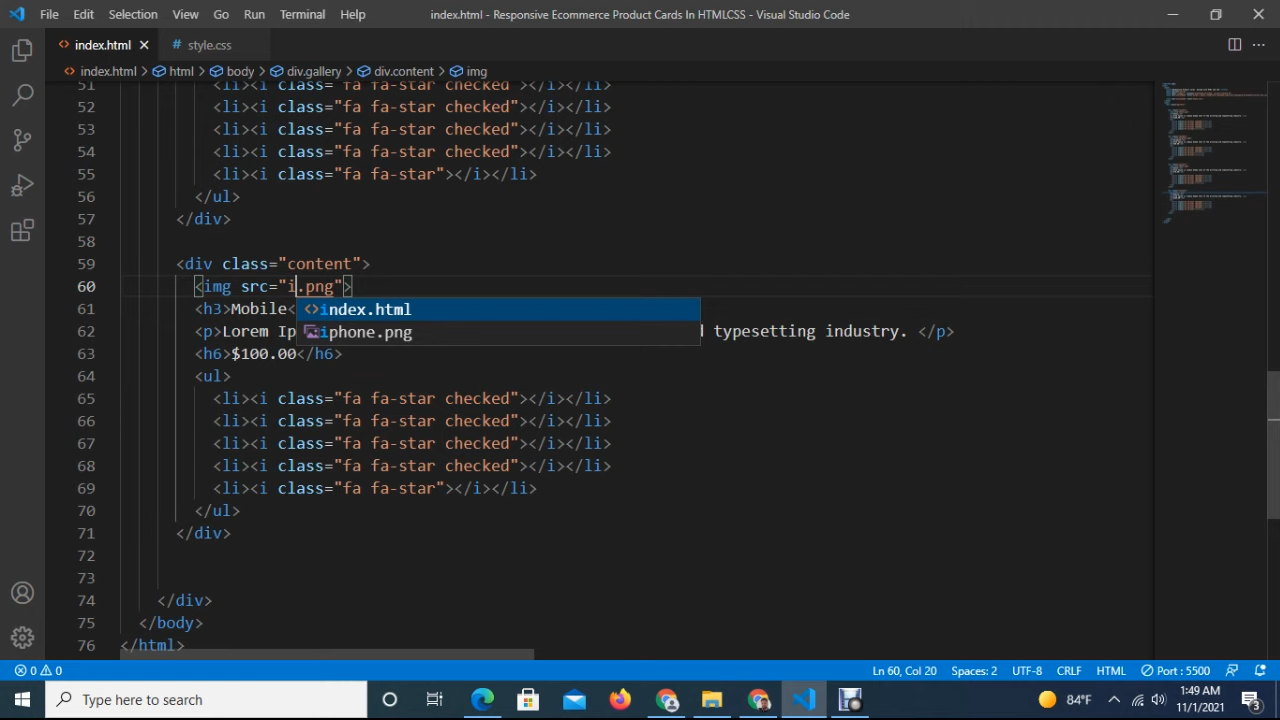 File Edit Selection View Go Run Terminal Help index.html - Responsive Ecommerce Product Cards In HTMLCSS - Visual Studio Code
index.html style.css
index.html html body div.gallery div.content img
51 <li><i class="fa fa-star checked"></i></li>
52 <li><i class="fa fa-star checked"></i></li>
53 <li><i class="fa fa-star checked"></i></li>
54 <li><i class="fa fa-star checked"></i></li>
55 <li><i class="fa fa-star"></i></li>
56 </ul>
57 </div>
58
59 <div class="content">
60 <img src="i.png">
61 <h3>Mobile<
index.html
62 <p>Lorem Ip
iphone.png
typesetting industry. </p>
63 <h6>$100.00</h6>
64 <ul>
65 <li><i class="fa fa-star checked"></i></li>
66 <li><i class="fa fa-star checked"></i></li>
67 <li><i class="fa fa-star checked"></i></li>
68 <li><i class="fa fa-star checked"></i></li>
69 <li><i class="fa fa-star"></i></li>
70 </ul>
71 </div>
72
73
74 </div>
75 </body>
76 </html>
0 0 Ln 60, Col 20 Spaces: 2 UTF-8 CRLF HTML Port : 5500
Type here to search 84°F 1:49 AM
11/1/2021 3